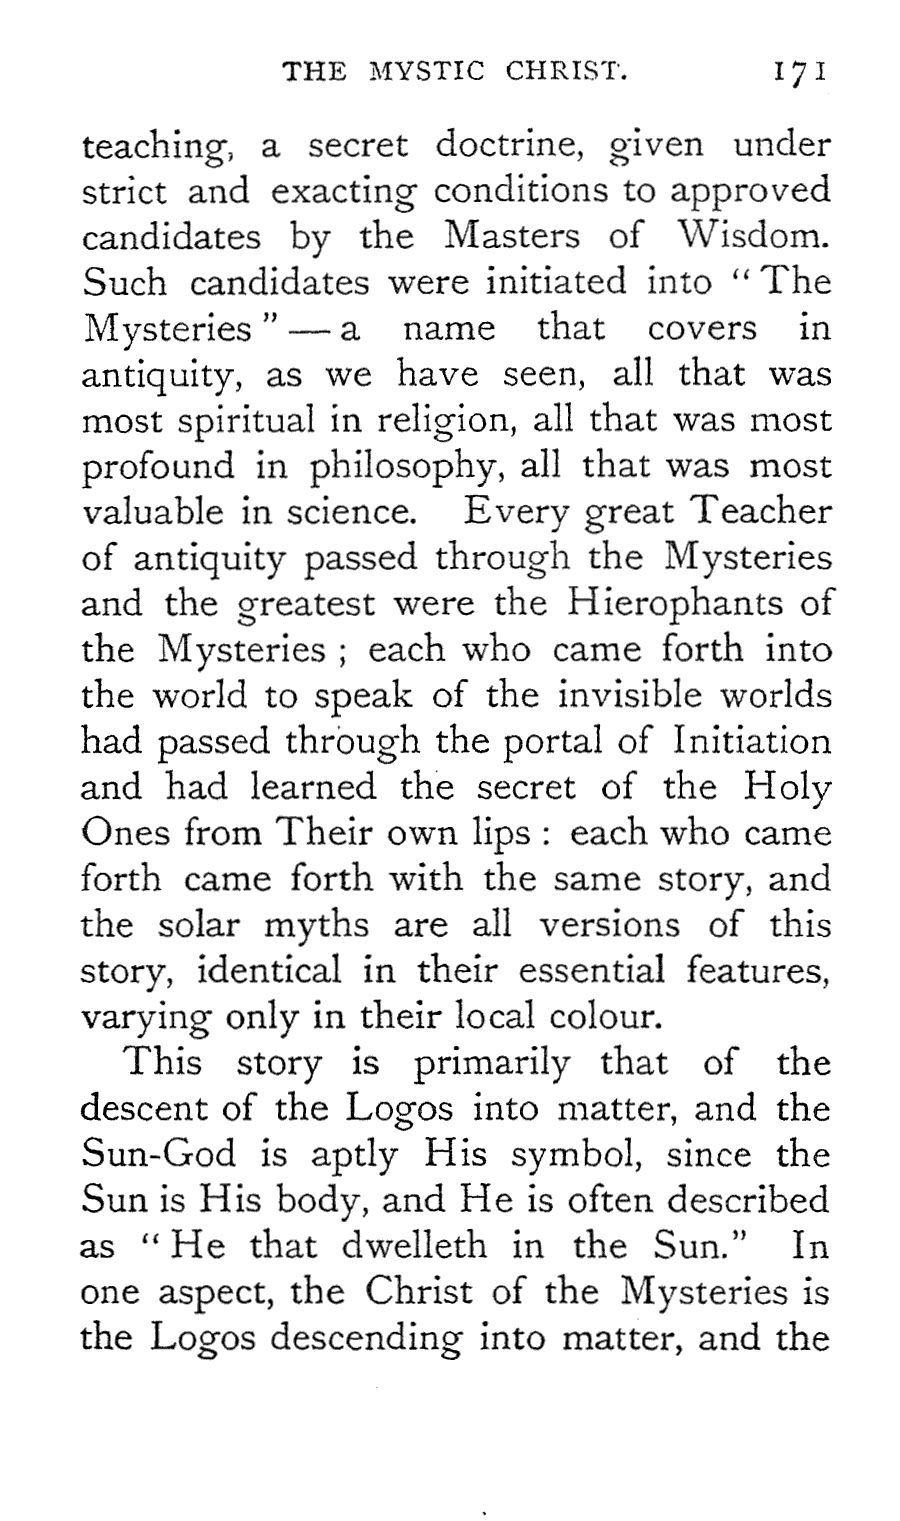 THE MYSTIC CHRIST. 171
teaching, a secret doctrine, given under
strict and exacting conditions to approved
candidates by the Masters of Wisdom.
Such candidates were initiated into “ The
Mysteries ” — a name that covers in
antiquity, as we have seen, all that was
most spiritual in religion, all that was most
profound in philosophy, all that was most
valuable in science. Every great Teacher
of antiquity passed through the Mysteries
and the greatest were the Hierophants of
the Mysteries ; each who came forth into
the world to speak of the invisible worlds
had passed through the portal of Initiation
and had learned the secret of the Holy
Ones from Their own lips : each who came
forth came forth with the same story, and
the solar myths are all versions of this
story, identical in their essential features,
varying only in their local colour.
This story is primarily that of the
descent of the Logos into matter, and the
Sun-God is aptly His symbol, since the
Sun is His body, and He is often described
as “ He that dwelleth in the Sun.” In
one aspect, the Christ of the Mysteries is
the Logos descending into matter, and the